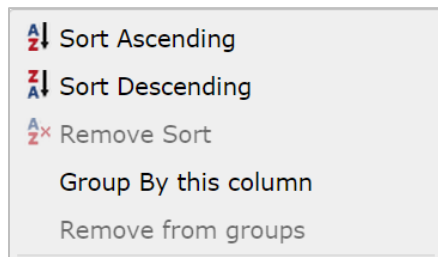 Sort Ascending
Sort Descending
Remove Sort
Group By this column
Remove from groups